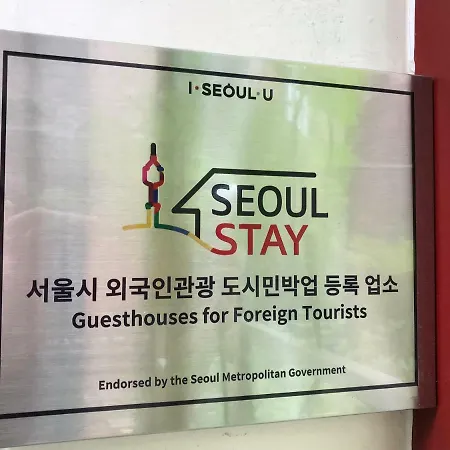 I·SEOUL·U
SEOUL
STAY
서울시 외국인관광 도시민박업 등록 업소
Guesthouses for Foreign Tourists
Endorsed by the Seoul Metropolitan Government